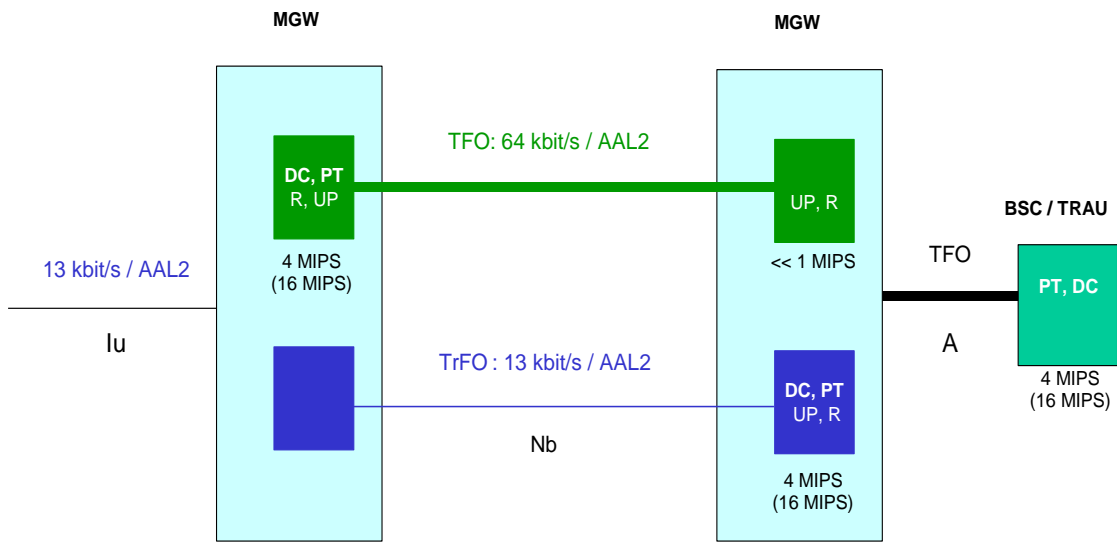 MGW
MGW
TFO: 64 kbit/s / AAL2
DC, PT
R, UP
UP, R
BSC / TRAU
13 kbit/s / AAL2
4 MIPS
(16 MIPS)
<< 1 MIPS
TFO
PT, DC
Iu
A
TrFO : 13 kbit/s / AAL2
DC, PT
UP, R
4 MIPS
(16 MIPS)
Nb
4 MIPS
(16 MIPS)